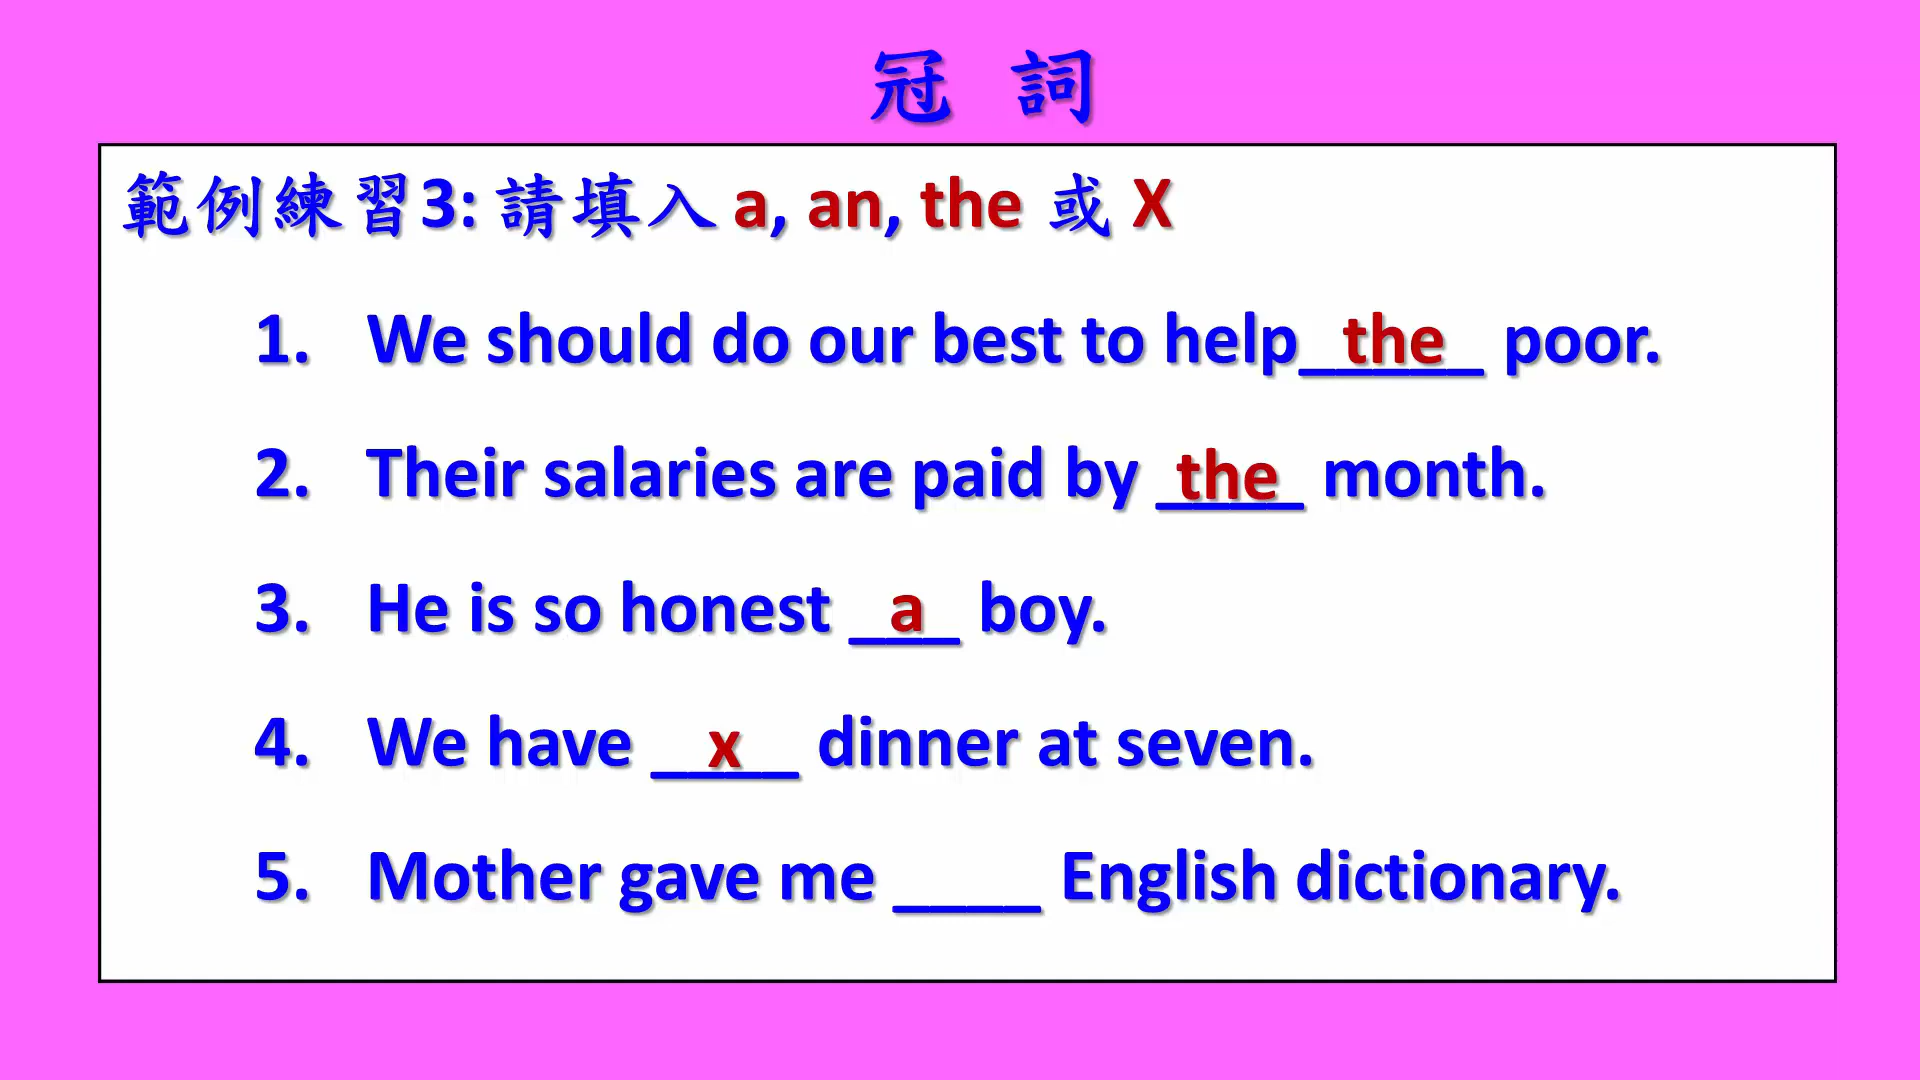 冠 詞
範例練習3: 請填入 a, an, the 或 X
1. We should do our best to help__the__ poor.
2. Their salaries are paid by _the_ month.
3. He is so honest _a_ boy.
4. We have _x_ dinner at seven.
5. Mother gave me ____ English dictionary.